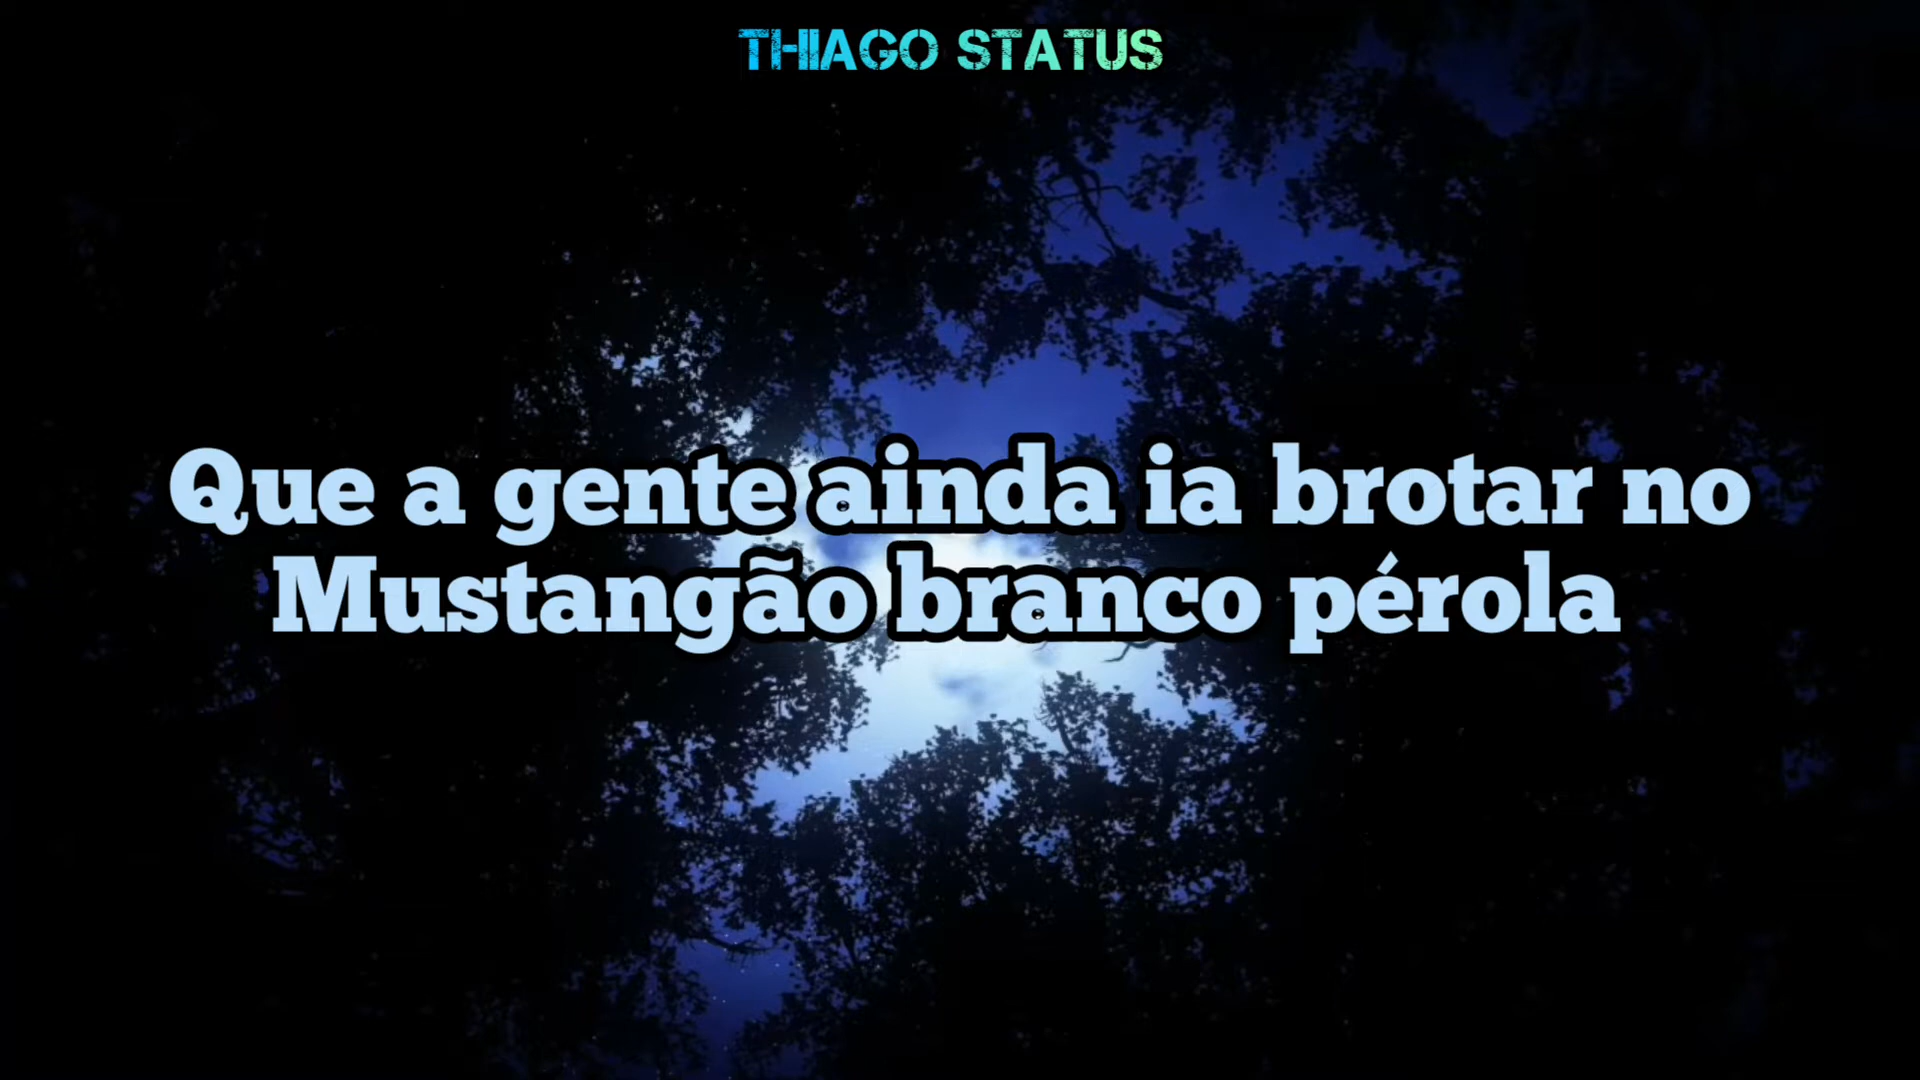 THIAGO STATUS
Que a gente ainda ia brotar no
Mustangão branco pérola